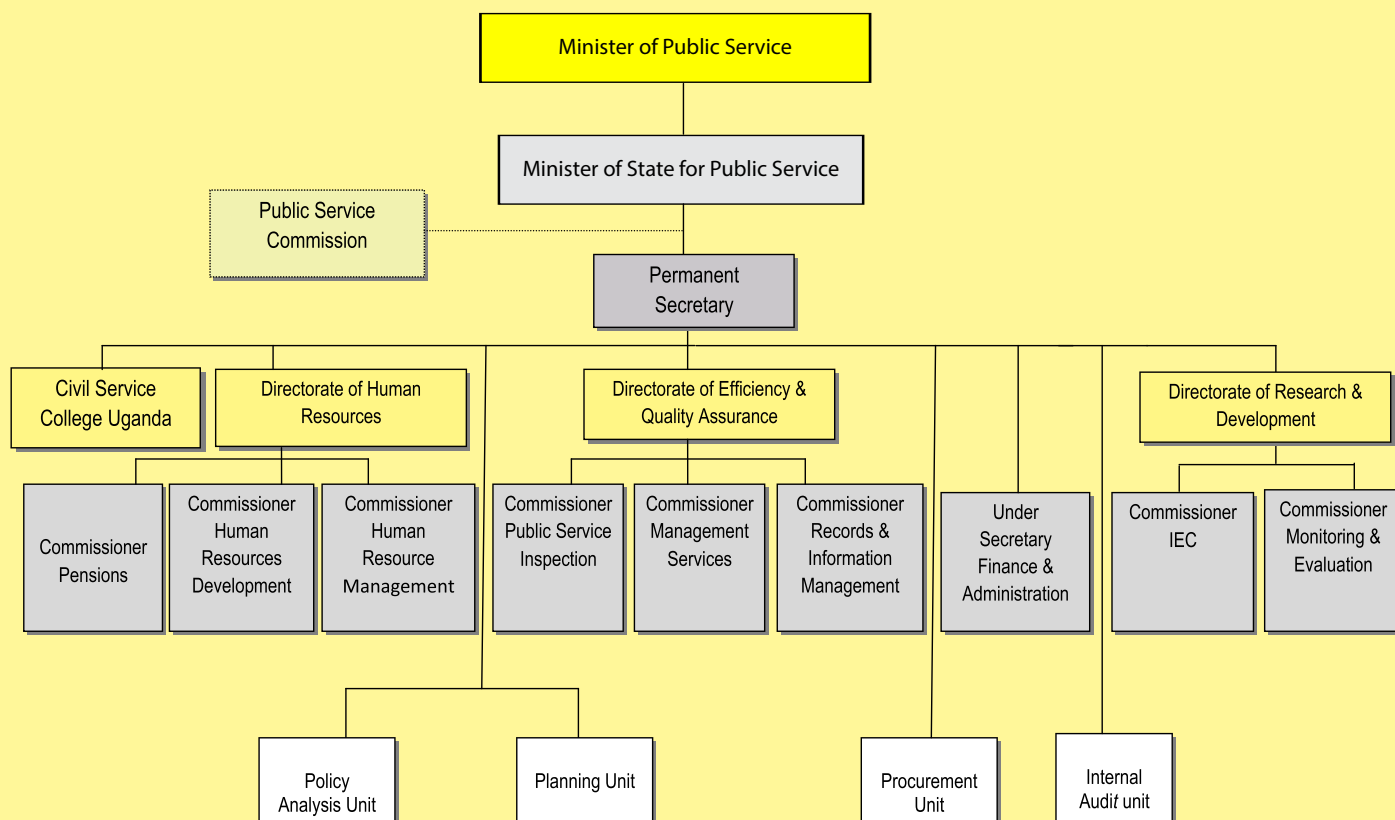 Minister of Public Service
Minister of State for Public Service
Public Service
Commission
Permanent
Secretary
Civil Service
College Uganda
Directorate of Human
Resources
Directorate of Efficiency &
Quality Assurance
Directorate of Research &
Development
Commissioner
Pensions
Commissioner
Human
Resources
Development
Commissioner
Human
Resource
Management
Commissioner
Public Service
Inspection
Commissioner
Management
Services
Commissioner
Records &
Information
Management
Under
Secretary
Finance &
Administration
Commissioner
IEC
Commissioner
Monitoring &
Evaluation
Policy
Analysis Unit
Planning Unit
Procurement
Unit
Internal
Audit unit